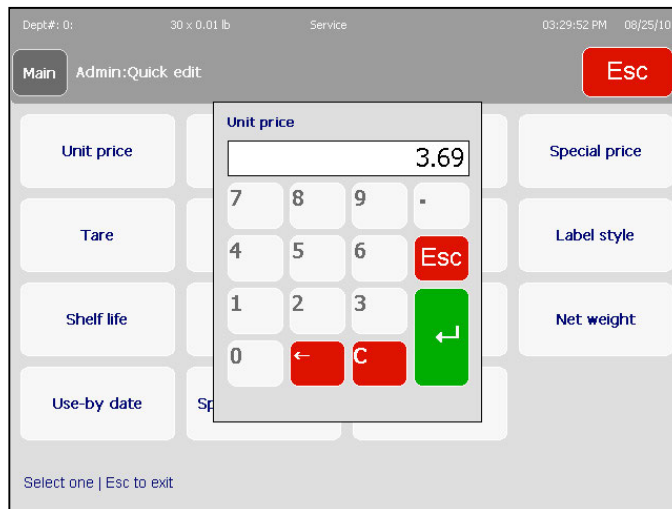 Dept#: 0: 30 x 0.01 lb Service 03:29:52 PM 08/25/10
Main Admin:Quick edit Esc
Unit price
3.69
Unit price Special price
7 8 9 .
Tare Label style
4 5 6 Esc
Shelf life Net weight
1 2 3 ↵
0 ← C
Use-by date Sp
Select one | Esc to exit